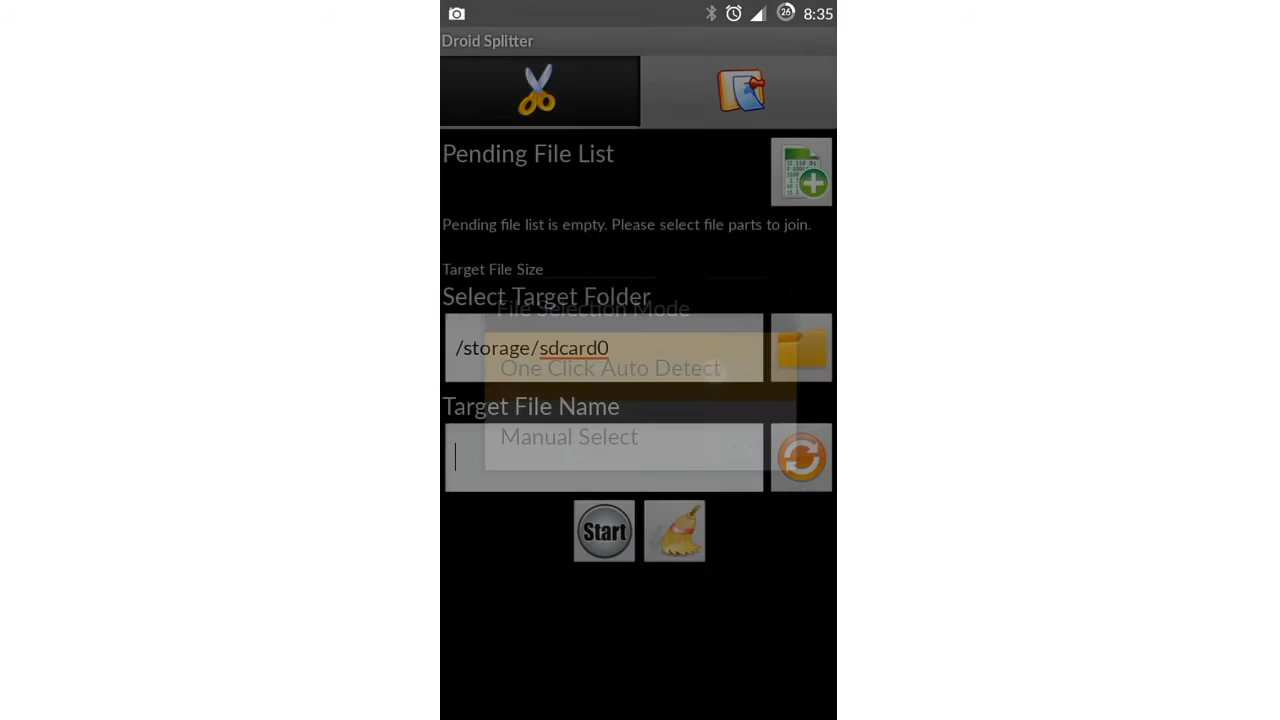 26 8:35
Droid Splitter
Pending File List
Pending file list is empty. Please select file parts to join.
Target File Size
Select Target Folder
File Selection Mode
/storage/sdcard0
One Click Auto Detect
Target File Name
Manual Select
Start